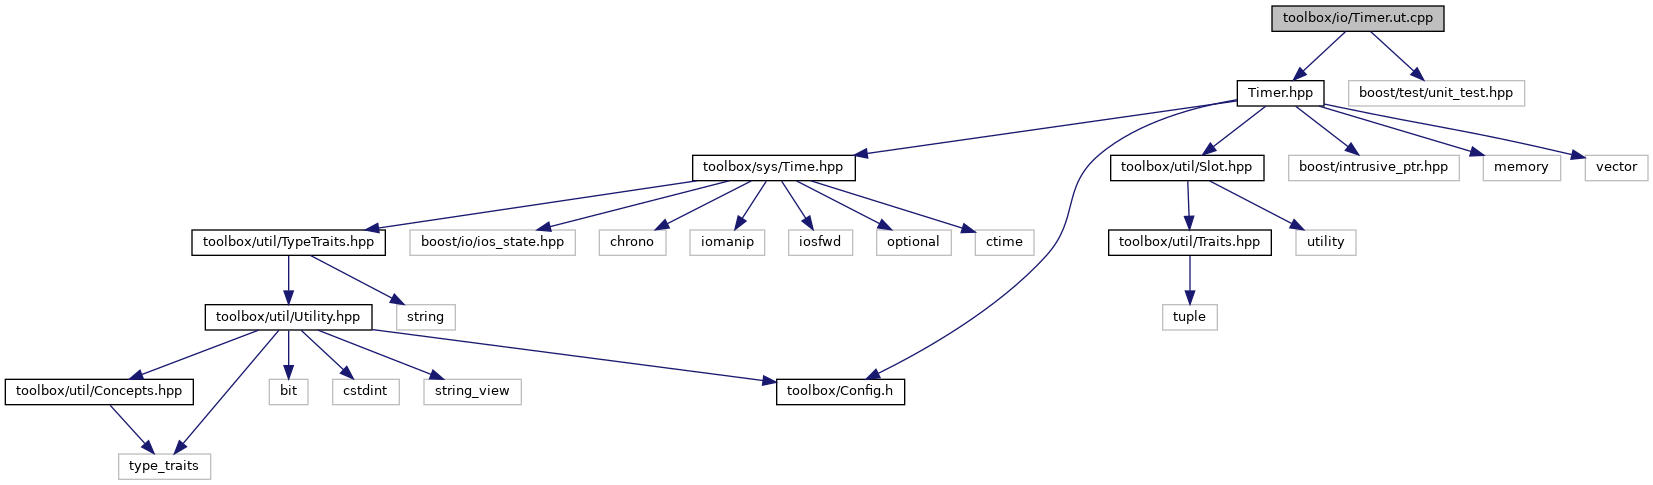 toolbox/io/Timer.ut.cpp
Timer.hpp
boost/test/unit_test.hpp
toolbox/sys/Time.hpp
toolbox/util/Slot.hpp
boost/intrusive_ptr.hpp
memory
vector
toolbox/util/TypeTraits.hpp
boost/io/ios_state.hpp
chrono
iomanip
iosfwd
optional
ctime
toolbox/util/Traits.hpp
utility
toolbox/util/Utility.hpp
string
tuple
toolbox/util/Concepts.hpp
bit
cstdint
string_view
toolbox/Config.h
type_traits